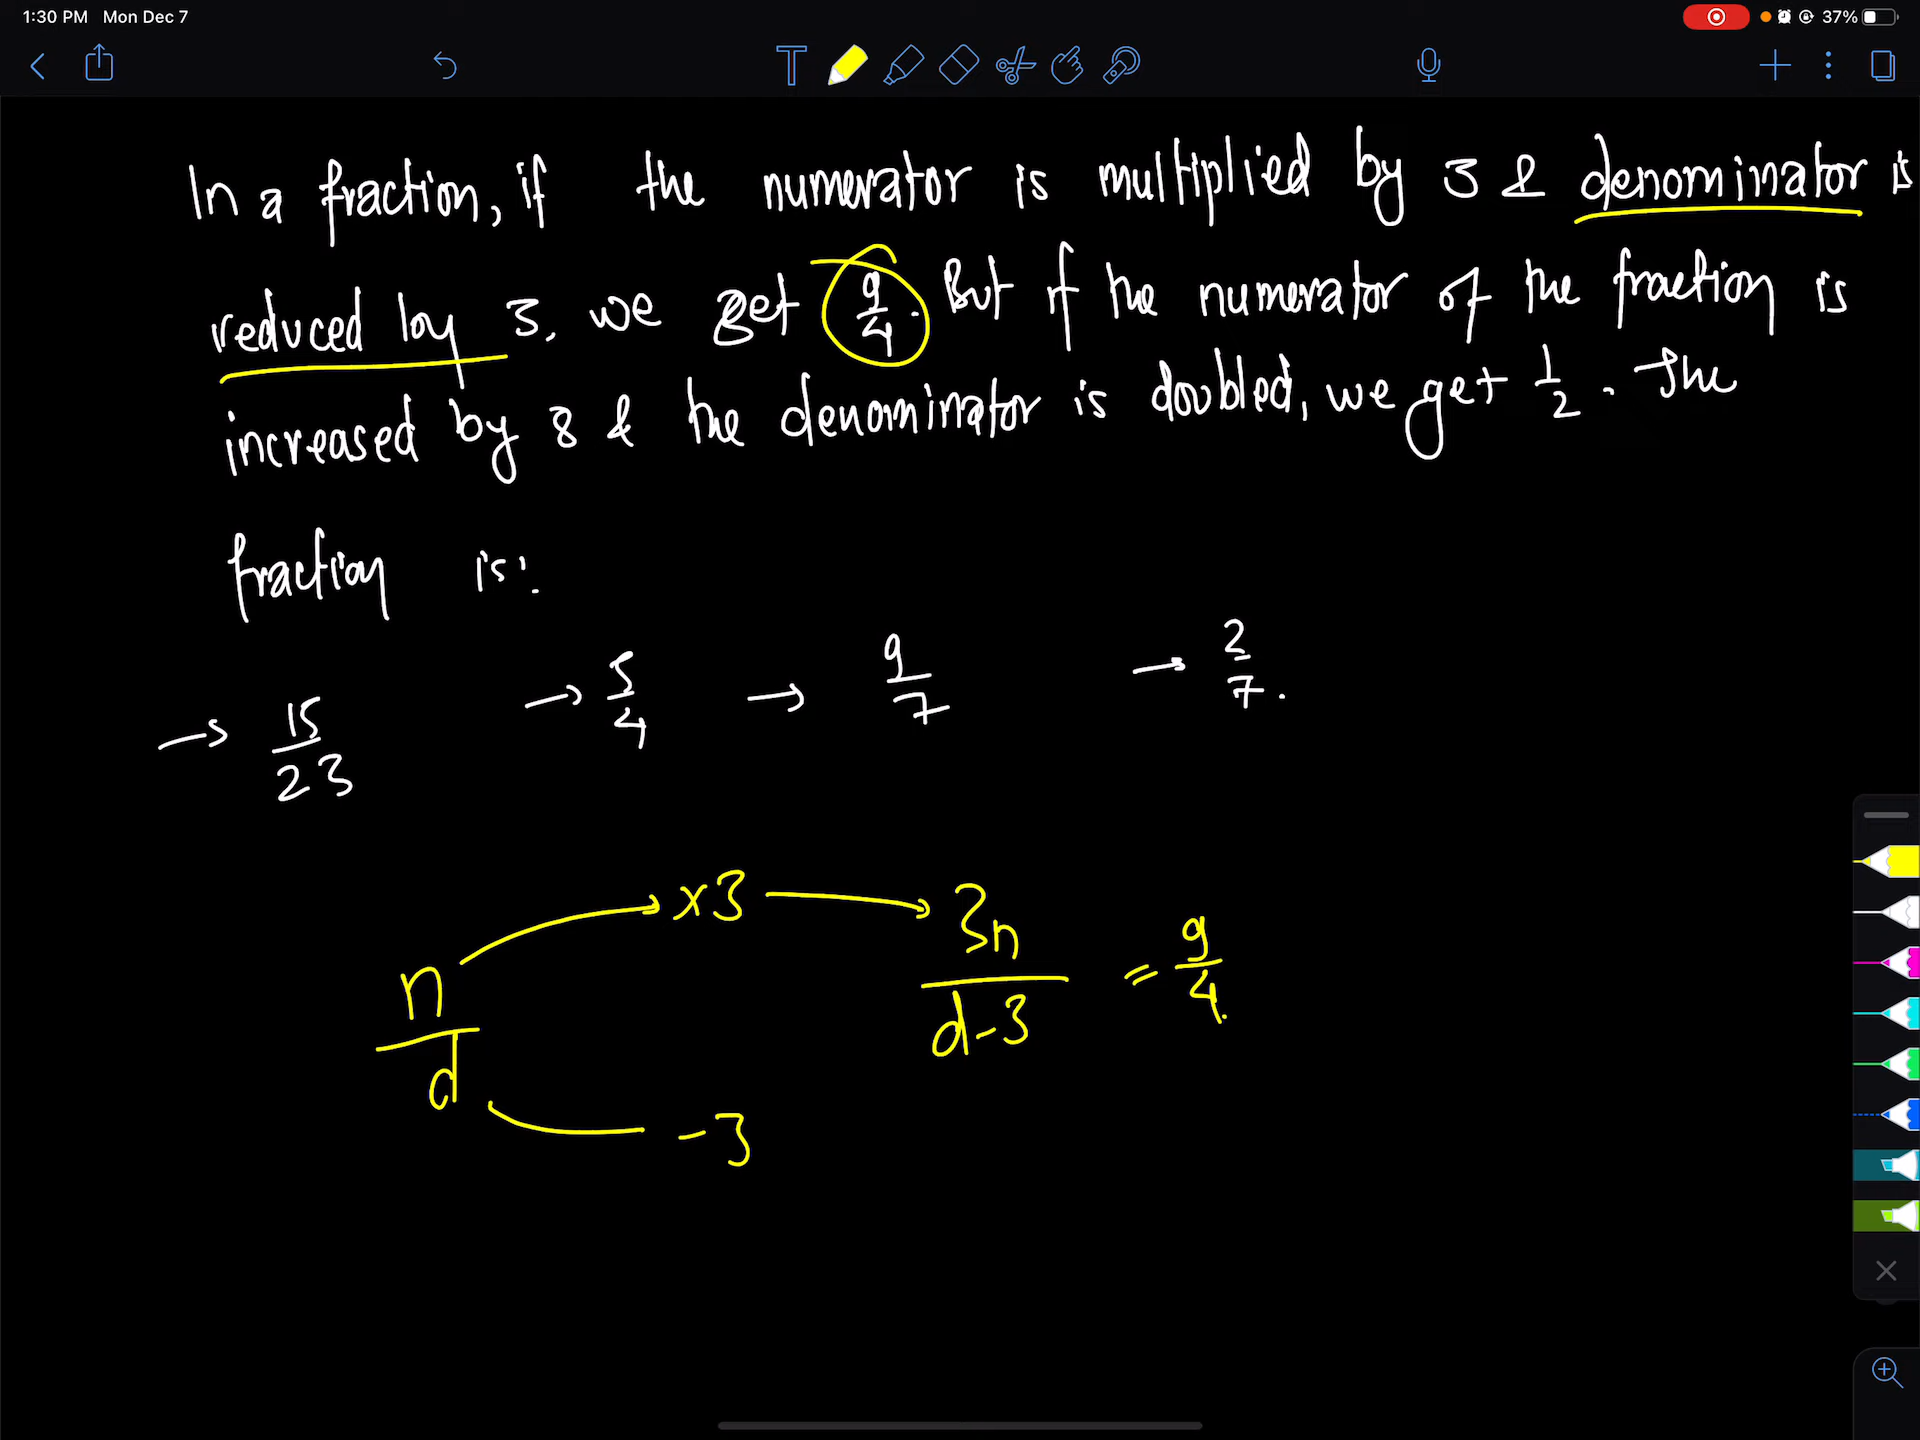 1:30 PM Mon Dec 7
37%
In a fraction, if the numerator is multiplied by 3 & denominator is
reduced by 3, we get 9/4. But if the numerator of the fraction is
increased by 8 & the denominator is doubled, we get 1/2. The
fraction is:
→ 15/23 → 5/4 → 9/7 → 2/7.
n/d → x3 → 3n/d-3 = 9/4
-3